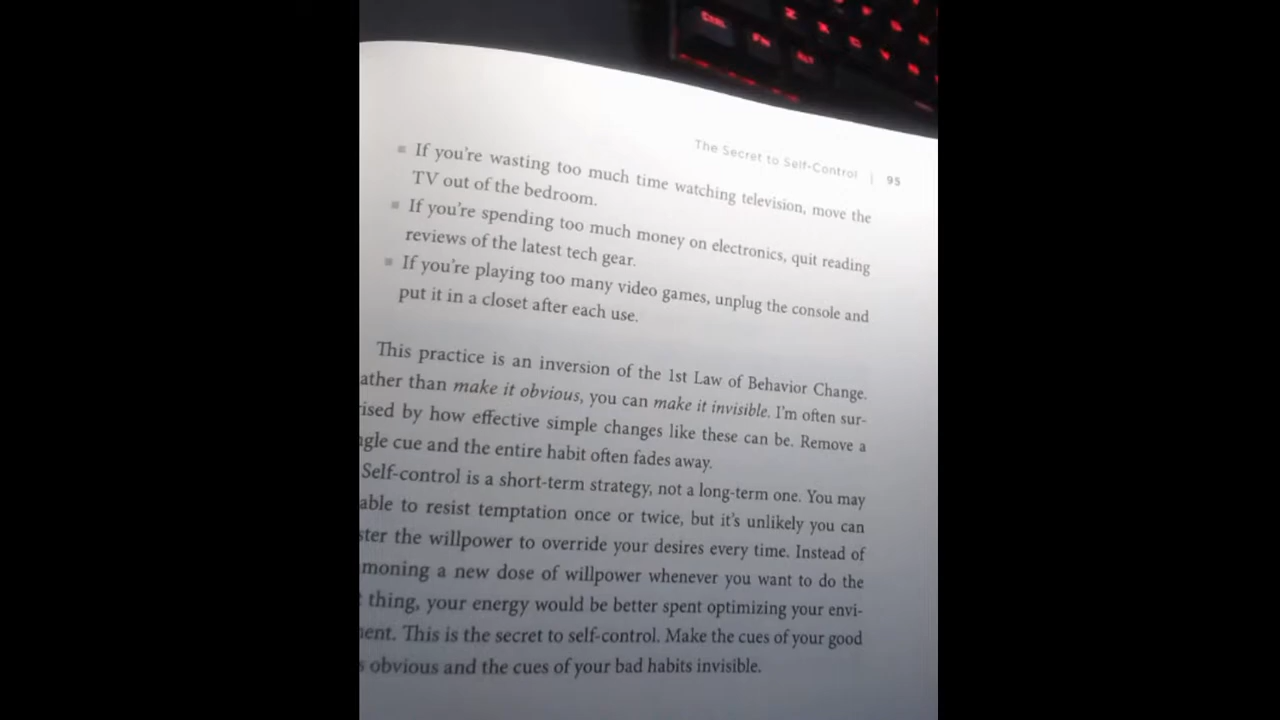 Ctrl
Fn
Alt
Z
X
C
V
B
The Secret to Self-Control | 95
▪ If you're wasting too much time watching television, move the
TV out of the bedroom.
▪ If you're spending too much money on electronics, quit reading
reviews of the latest tech gear.
▪ If you're playing too many video games, unplug the console and
put it in a closet after each use.
This practice is an inversion of the 1st Law of Behavior Change.
ather than make it obvious, you can make it invisible. I'm often sur-
ised by how effective simple changes like these can be. Remove a
gle cue and the entire habit often fades away.
Self-control is a short-term strategy, not a long-term one. You may
able to resist temptation once or twice, but it's unlikely you can
ster the willpower to override your desires every time. Instead of
moning a new dose of willpower whenever you want to do the
thing, your energy would be better spent optimizing your envi-
ent. This is the secret to self-control. Make the cues of your good
s obvious and the cues of your bad habits invisible.